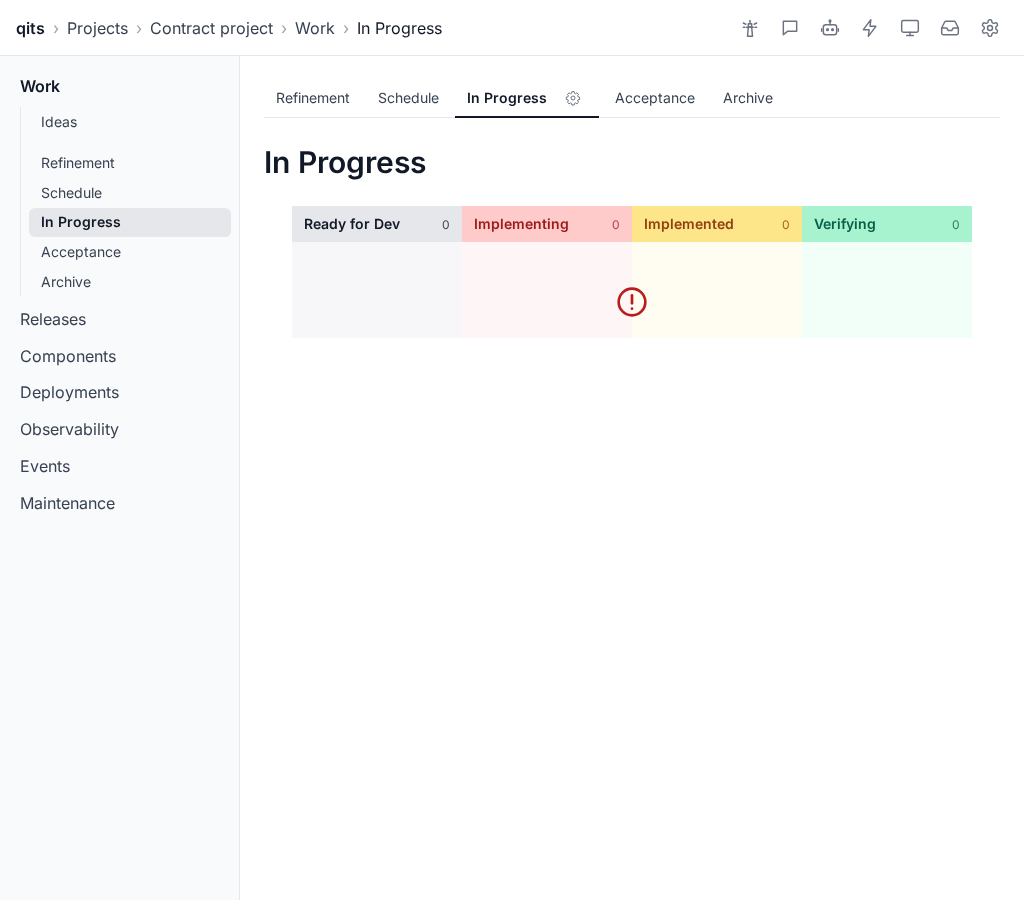 qits › Projects › Contract project › Work › In Progress
Work
Ideas
Refinement
Schedule
In Progress
Acceptance
Archive
Releases
Components
Deployments
Observability
Events
Maintenance
Refinement Schedule In Progress Acceptance Archive
In Progress
Ready for Dev 0 Implementing 0 Implemented 0 Verifying 0